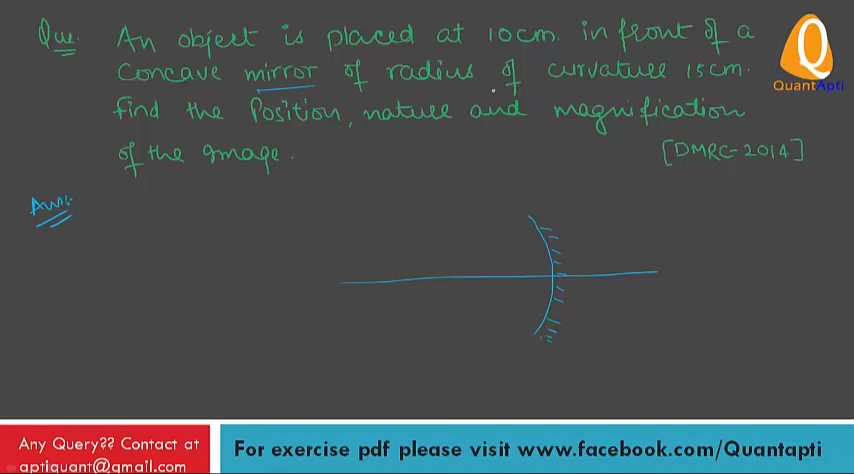 Que. An object is placed at 10cm. in front of a
Concave mirror of radius of curvature 15cm.
find the Position, nature and magnification
of the image.
[DMRC-2014]
Ans:
Q
QuantApti
Any Query?? Contact at
aptiquant@gmail.com
For exercise pdf please visit www.facebook.com/Quantapti